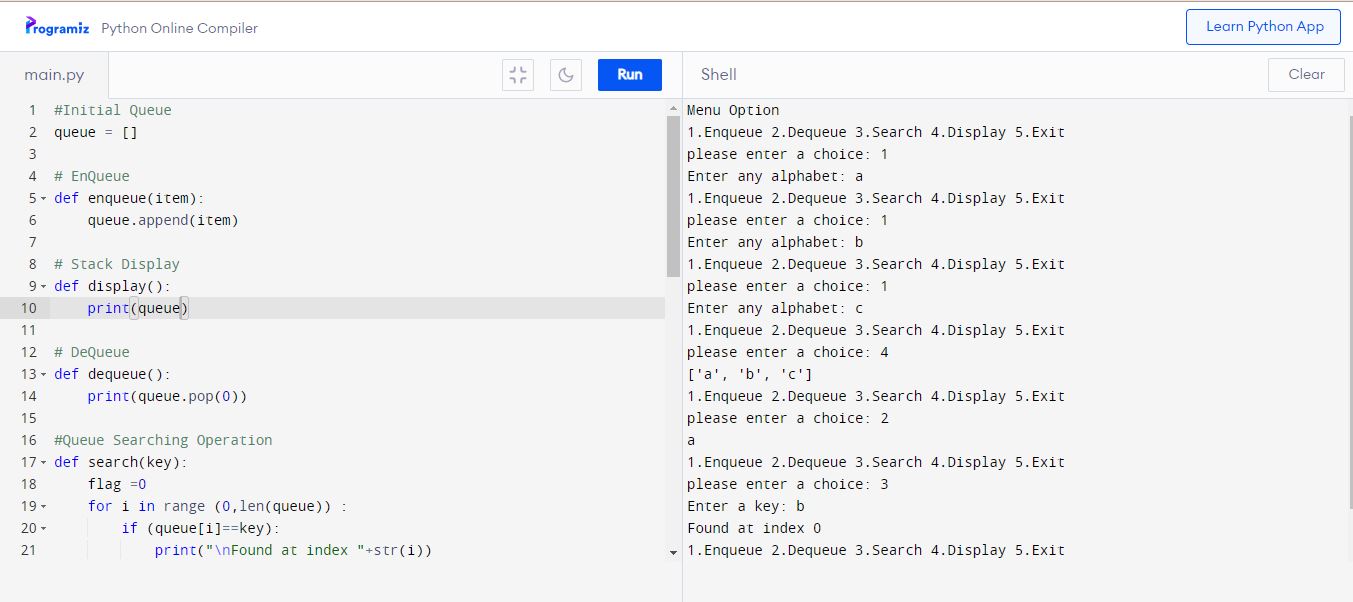 Programiz Python Online Compiler
Learn Python App
main.py
Run
Shell
Clear
1 #Initial Queue
2 queue = []
3
4 # EnQueue
5 def enqueue(item):
6     queue.append(item)
7
8 # Stack Display
9 def display():
10     print(queue)
11
12 # DeQueue
13 def dequeue():
14     print(queue.pop(0))
15
16 #Queue Searching Operation
17 def search(key):
18     flag =0
19     for i in range (0,len(queue)) :
20         if (queue[i]==key):
21             print("\nFound at index "+str(i))
Menu Option
1.Enqueue 2.Dequeue 3.Search 4.Display 5.Exit
please enter a choice: 1
Enter any alphabet: a
1.Enqueue 2.Dequeue 3.Search 4.Display 5.Exit
please enter a choice: 1
Enter any alphabet: b
1.Enqueue 2.Dequeue 3.Search 4.Display 5.Exit
please enter a choice: 1
Enter any alphabet: c
1.Enqueue 2.Dequeue 3.Search 4.Display 5.Exit
please enter a choice: 4
['a', 'b', 'c']
1.Enqueue 2.Dequeue 3.Search 4.Display 5.Exit
please enter a choice: 2
a
1.Enqueue 2.Dequeue 3.Search 4.Display 5.Exit
please enter a choice: 3
Enter a key: b
Found at index 0
1.Enqueue 2.Dequeue 3.Search 4.Display 5.Exit